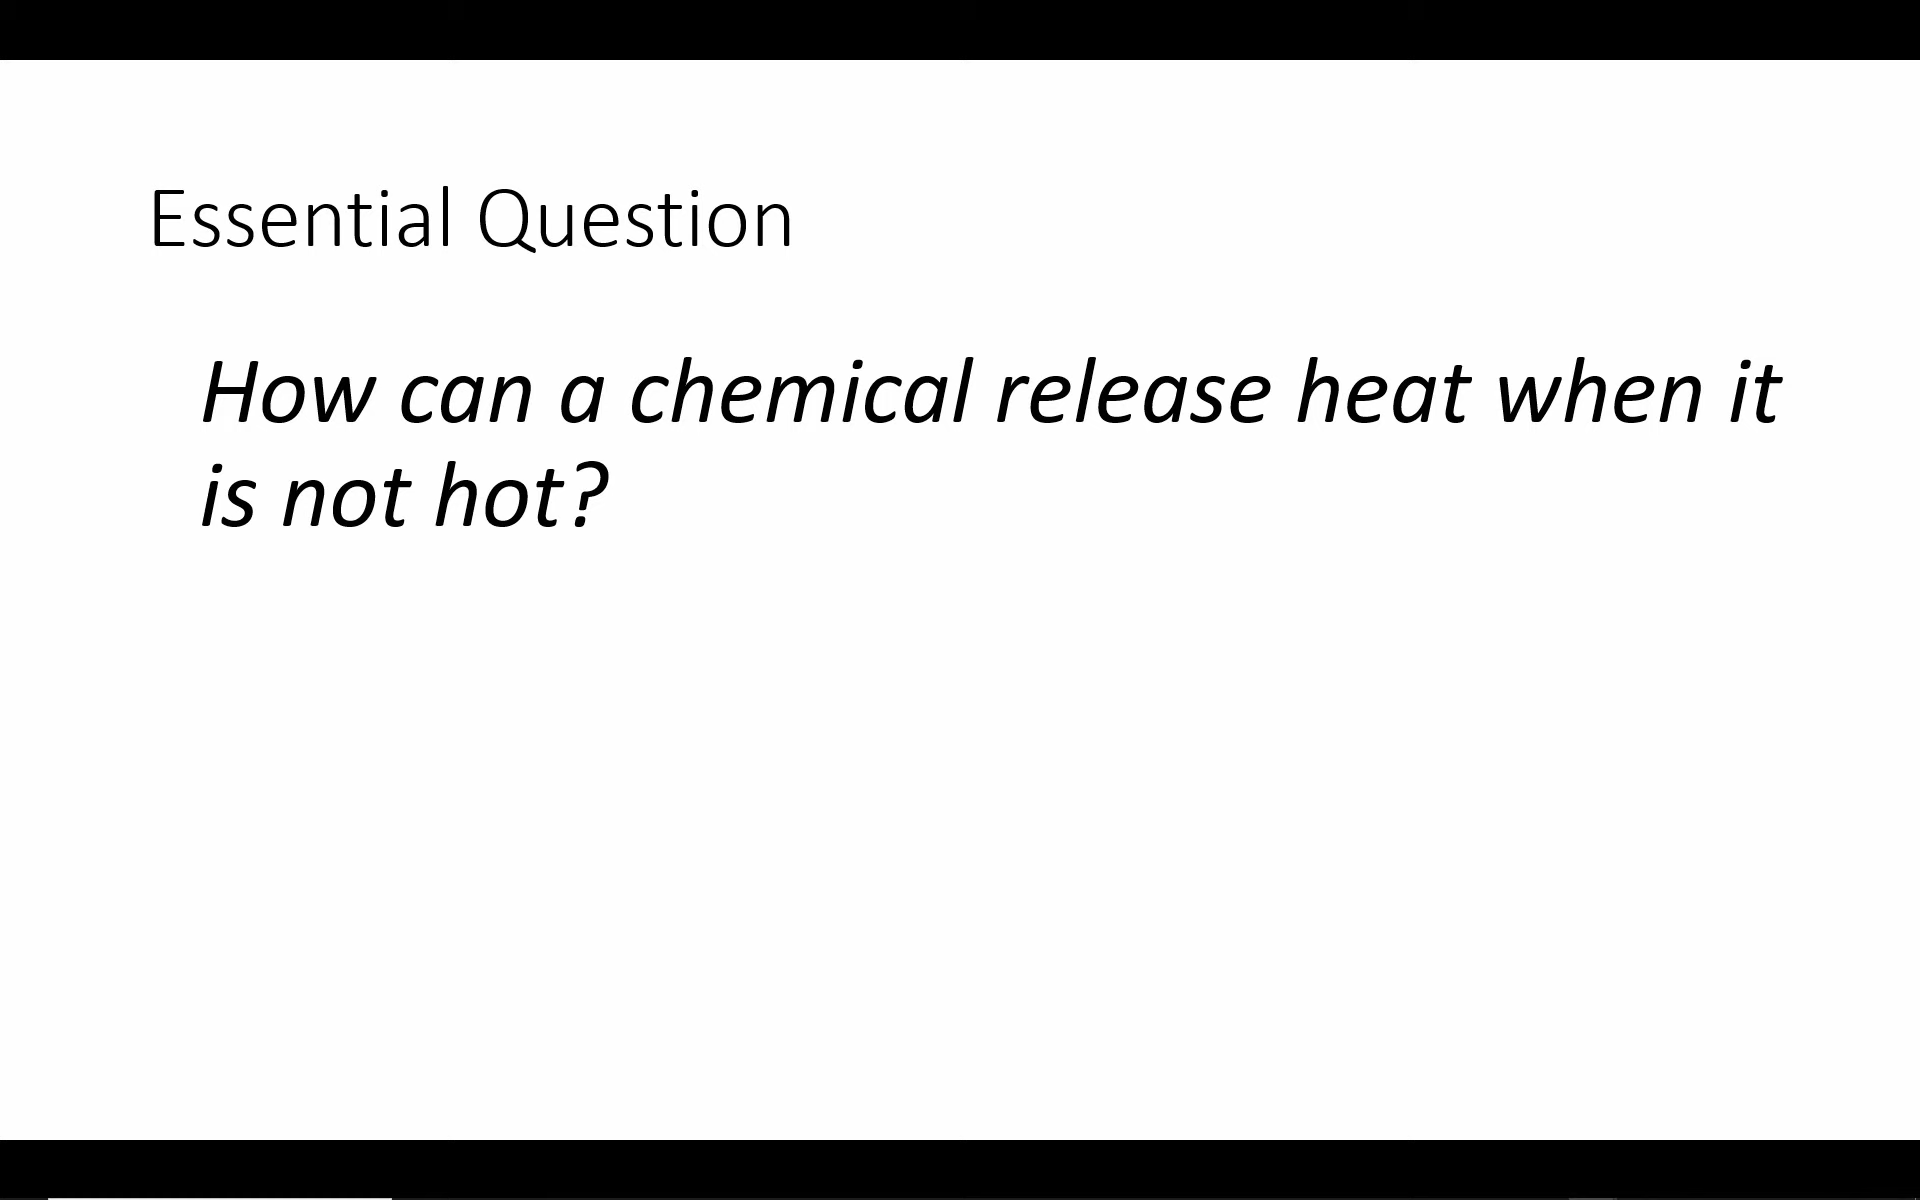 Essential Question
How can a chemical release heat when it
is not hot?